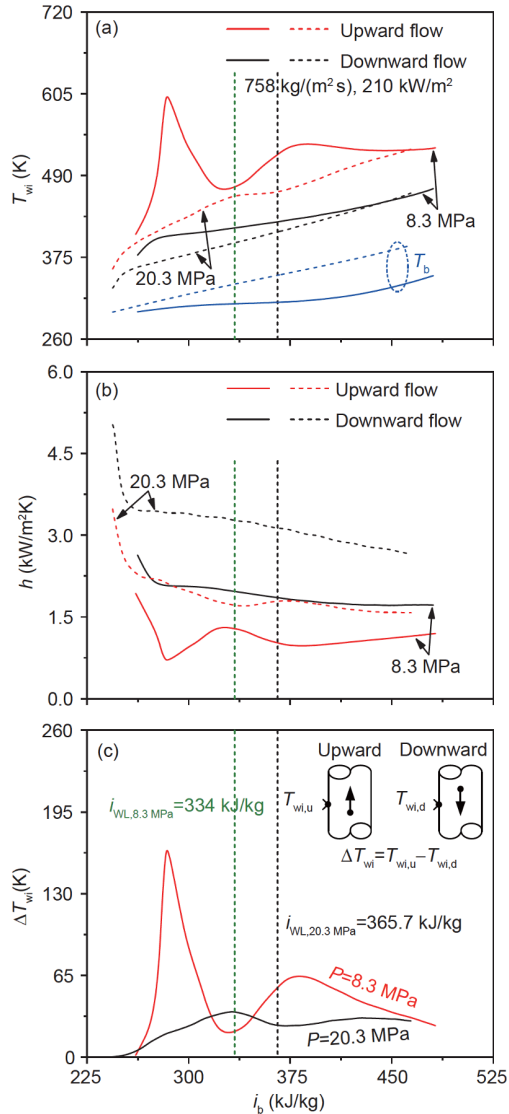 (a)
Upward flow
Downward flow
758 kg/(m² s), 210 kW/m²
8.3 MPa
20.3 MPa
T_b
720
605
490
375
260
T_wi (K)
(b)
Upward flow
Downward flow
20.3 MPa
8.3 MPa
6.0
4.5
3.0
1.5
0.0
h (kW/m²K)
(c)
Upward Downward
T_wi,u T_wi,d
ΔT_wi=T_wi,u−T_wi,d
i_WL,8.3 MPa=334 kJ/kg
i_WL,20.3 MPa=365.7 kJ/kg
P=8.3 MPa
P=20.3 MPa
260
195
130
65
0
ΔT_wi(K)
225 300 375 450 525
i_b (kJ/kg)